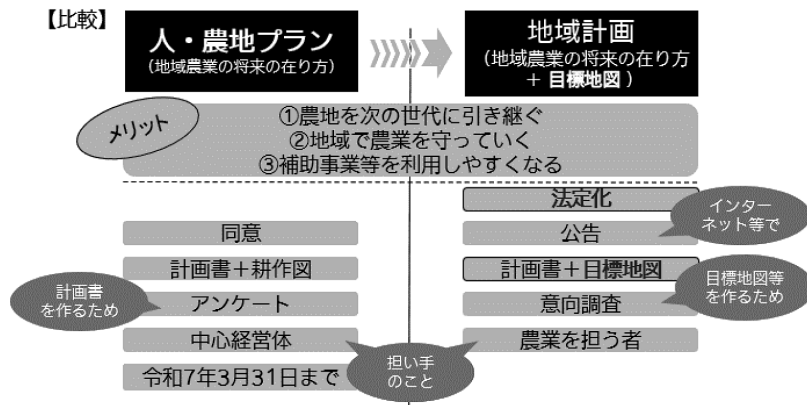 【比較】
人・農地プラン
（地域農業の将来の在り方）
地域計画
（地域農業の将来の在り方
＋目標地図）
メリット
①農地を次の世代に引き継ぐ
②地域で農業を守っていく
③補助事業等を利用しやすくなる
法定化
インター
ネット等で
同意
公告
計画書＋耕作図
計画書＋目標地図
計画書
を作るため
アンケート
意向調査
目標地図等
を作るため
中心経営体
農業を担う者
担い手
のこと
令和7年3月31日まで